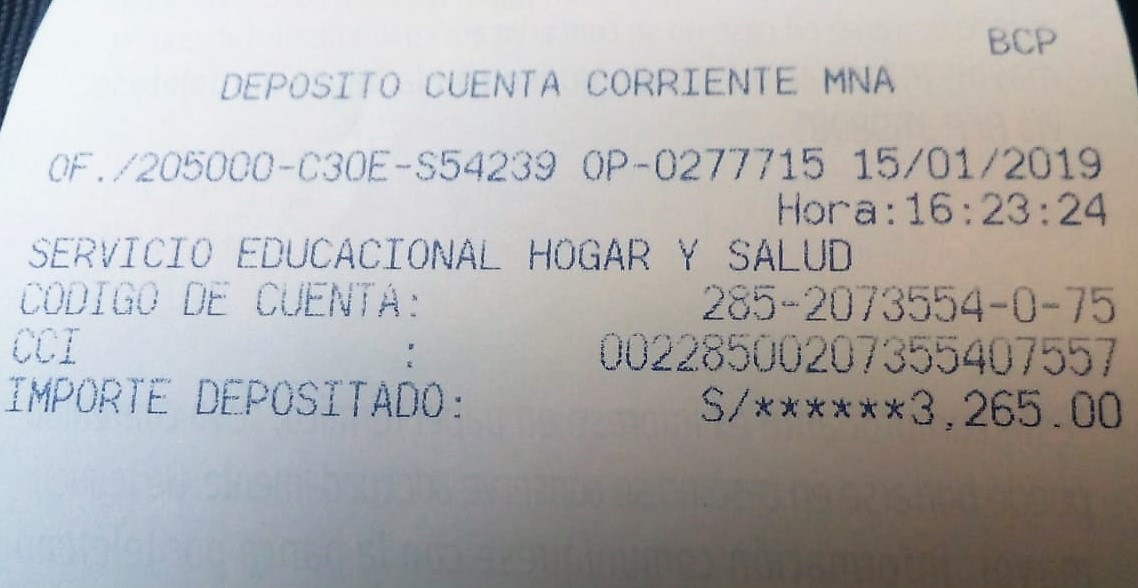 BCP
DEPOSITO CUENTA CORRIENTE MNA
OF./205000-C30E-S54239 OP-0277715 15/01/2019
Hora:16:23:24
SERVICIO EDUCACIONAL HOGAR Y SALUD
CODIGO DE CUENTA: 285-2073554-0-75
CCI : 00228500207355407557
IMPORTE DEPOSITADO: S/******3,265.00